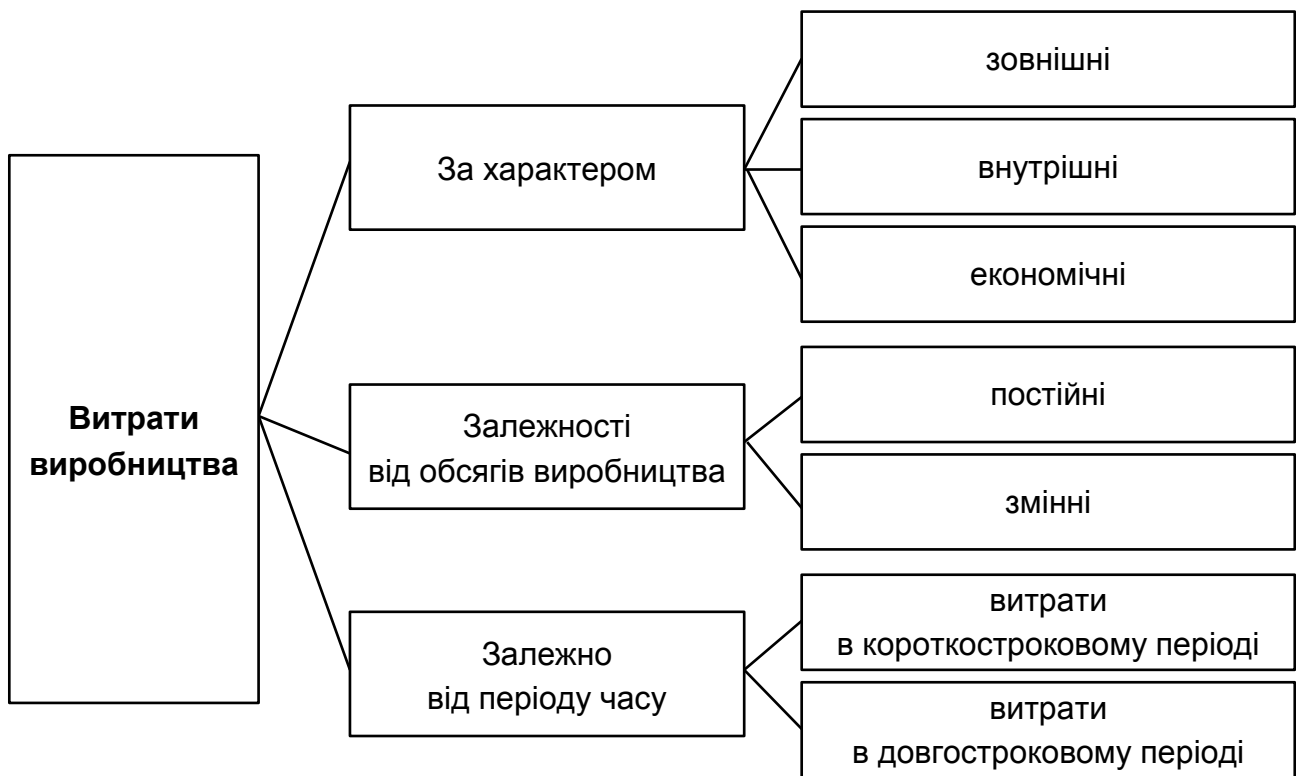 Витрати
виробництва
За характером
зовнішні
внутрішні
економічні
Залежності
від обсягів виробництва
постійні
змінні
Залежно
від періоду часу
витрати
в короткостроковому періоді
витрати
в довгостроковому періоді